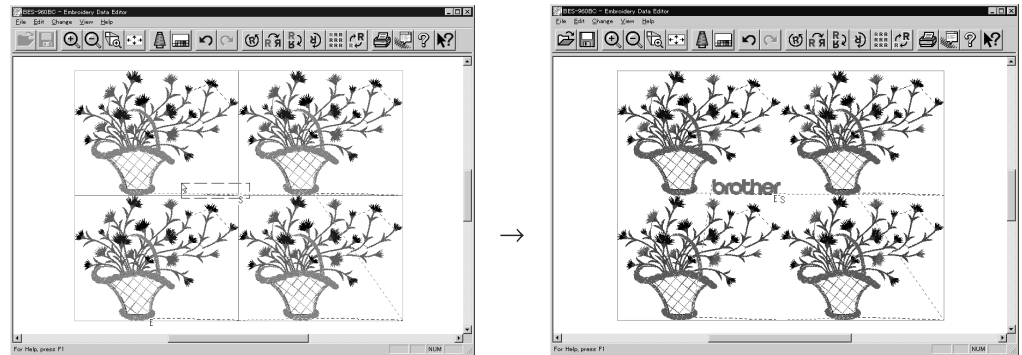 BES-960BC - Embroidery Data Editor
File Edit Change View Help
S
E
For Help, press F1
NUM
→
BES-960BC - Embroidery Data Editor
File Edit Change View Help
brother
E S
For Help, press F1
NUM